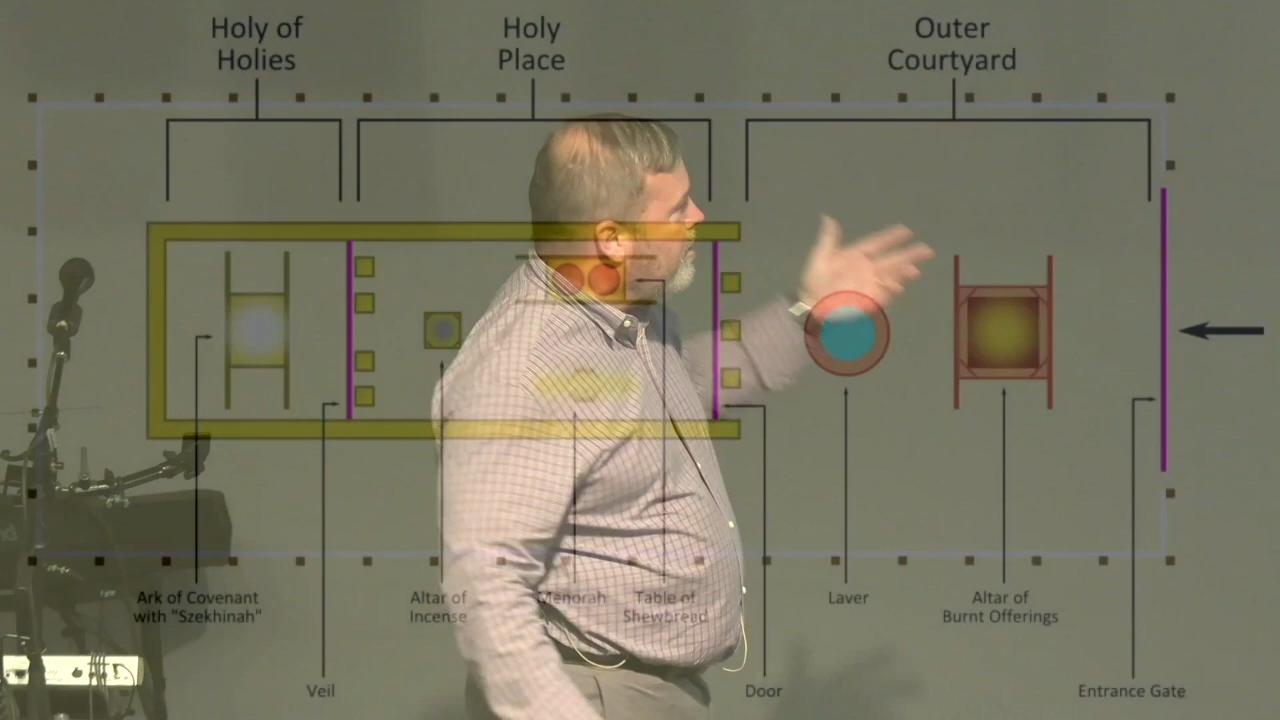 Holy of
Holies
Holy
Place
Outer
Courtyard
Ark of Covenant
with "Szekhinah"
Altar of
Incense
Menorah
Table of
Shewbread
Laver
Altar of
Burnt Offerings
Veil
Door
Entrance Gate